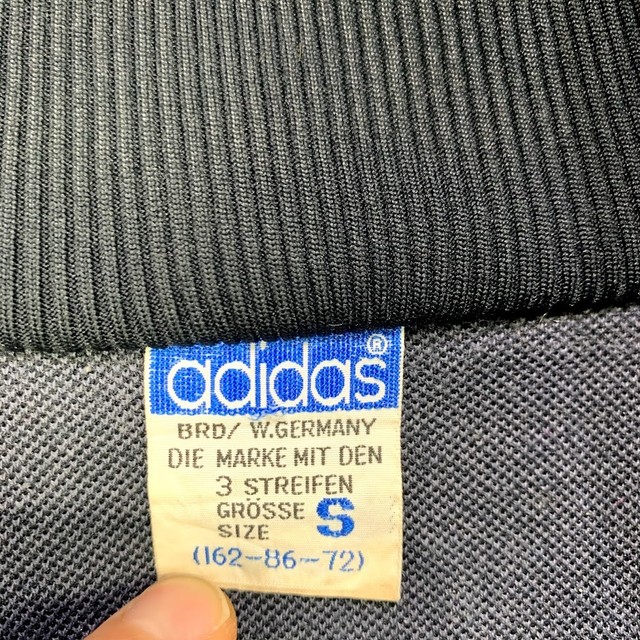 adidas®
BRD/ W.GERMANY
DIE MARKE MIT DEN
3 STREIFEN
GRÖSSE S
SIZE
(162-86-72)